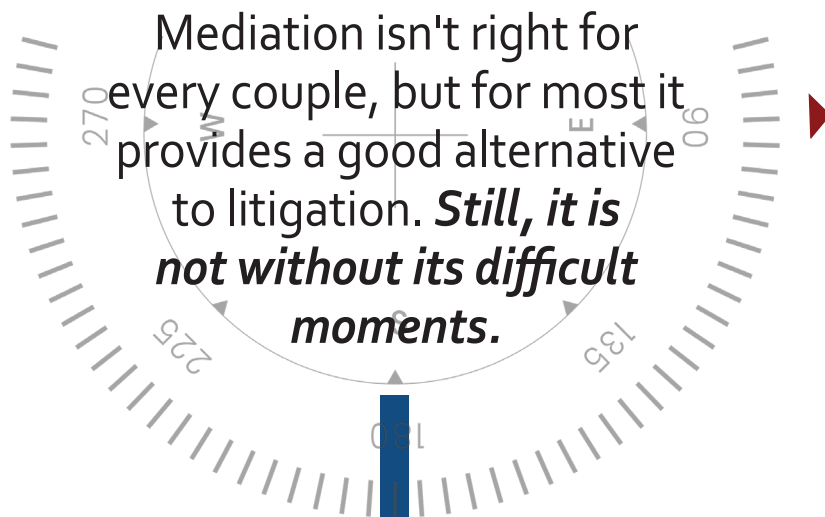 Mediation isn't right for
every couple, but for most it
provides a good alternative
to litigation. Still, it is
not without its difficult
moments.
270
W
E
90
S
225
135
180